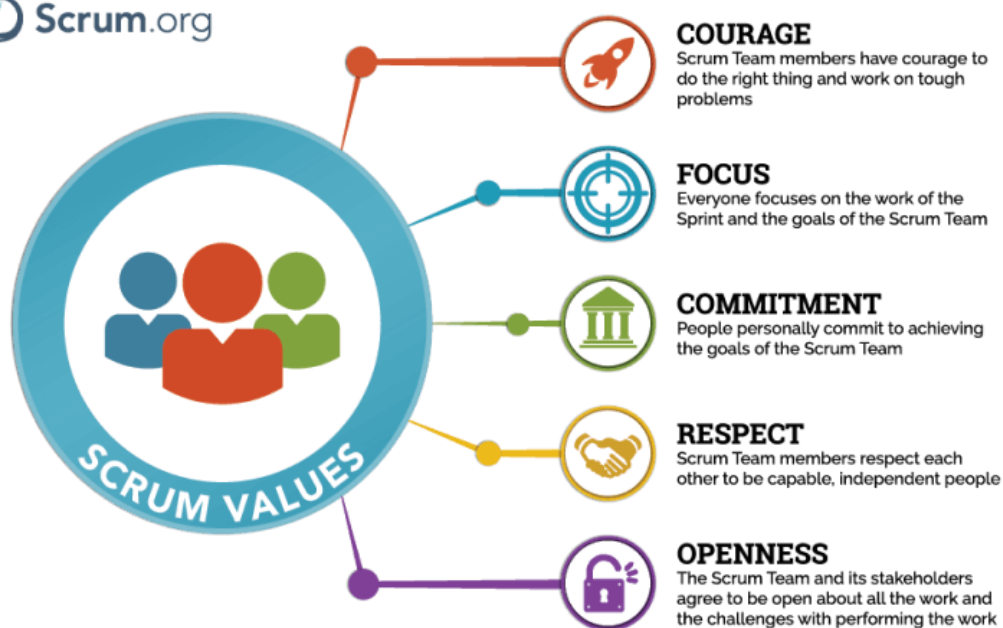 Scrum.org
COURAGE
Scrum Team members have courage to
do the right thing and work on tough
problems
FOCUS
Everyone focuses on the work of the
Sprint and the goals of the Scrum Team
COMMITMENT
People personally commit to achieving
the goals of the Scrum Team
RESPECT
Scrum Team members respect each
other to be capable, independent people
OPENNESS
The Scrum Team and its stakeholders
agree to be open about all the work and
the challenges with performing the work
SCRUM VALUES